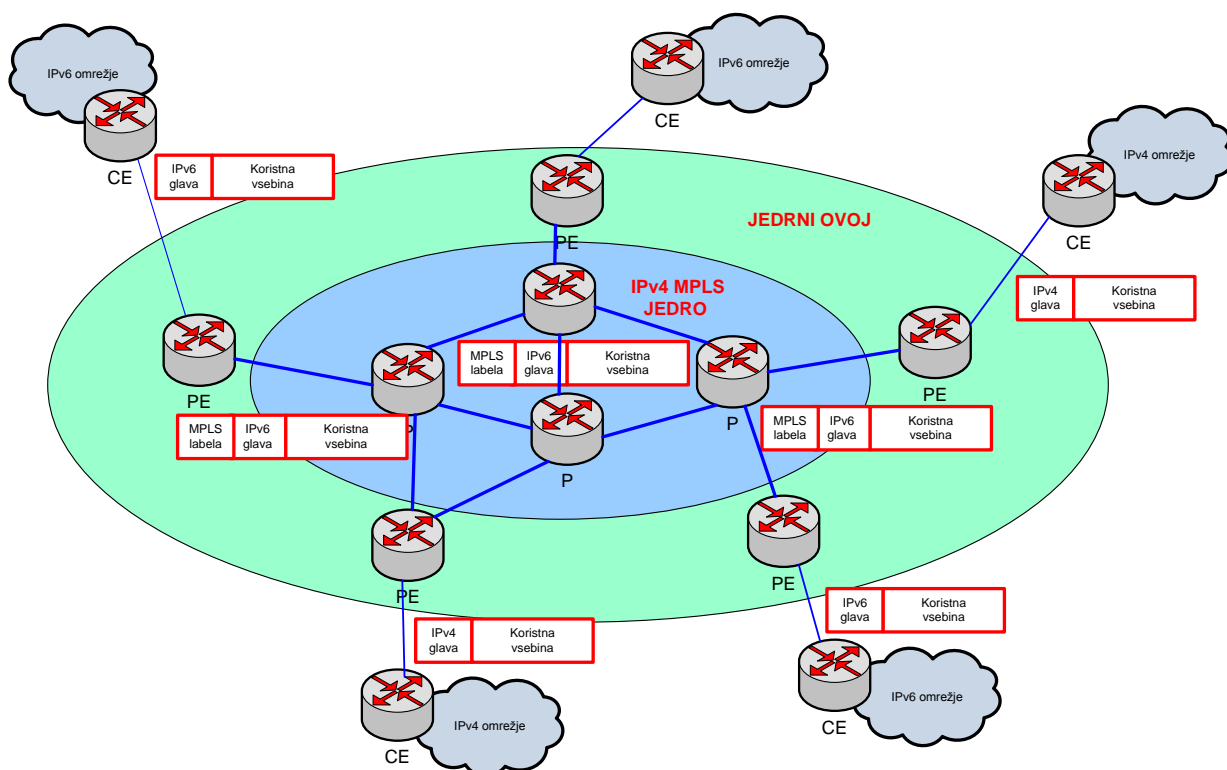 IPv6 omrežje
IPv6 omrežje
CE
CE
IPv4 omrežje
IPv6
glava
Koristna
vsebina
CE
PE
JEDRNI OVOJ
IPv4 MPLS
JEDRO
IPv4
glava
Koristna
vsebina
PE
MPLS
labela
IPv6
glava
Koristna
vsebina
PE
P
P
MPLS
labela
IPv6
glava
Koristna
vsebina
MPLS
labela
IPv6
glava
Koristna
vsebina
P
PE
PE
IPv6
glava
Koristna
vsebina
IPv4
glava
Koristna
vsebina
CE
IPv6 omrežje
CE
IPv4 omrežje